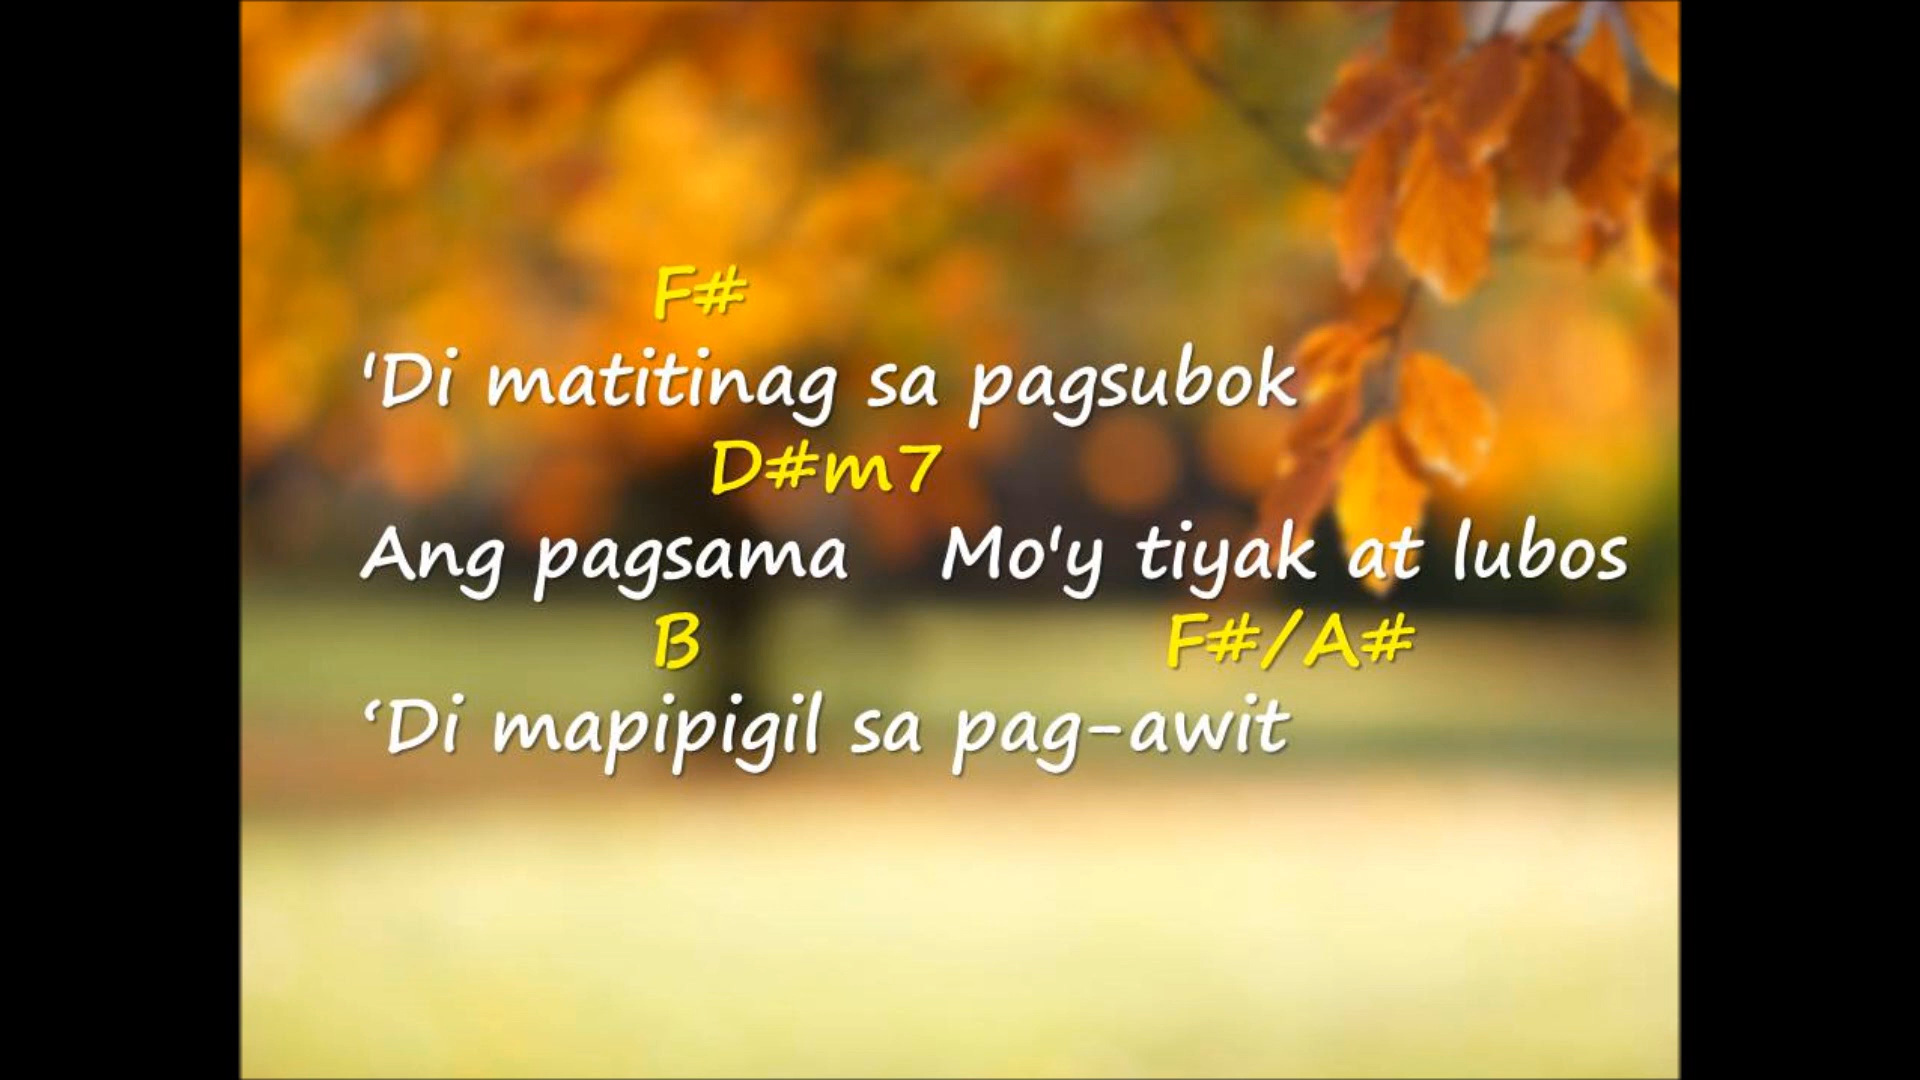 F#
'Di matitinag sa pagsubok
D#m7
Ang pagsama Mo'y tiyak at lubos
B F#/A#
‘Di mapipigil sa pag-awit